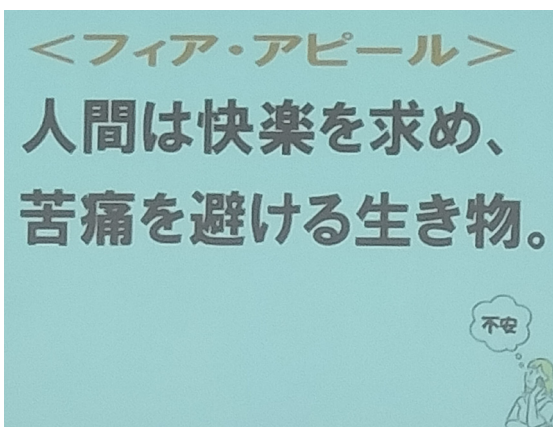 ＜フィア・アピール＞
人間は快楽を求め、
苦痛を避ける生き物。
不安